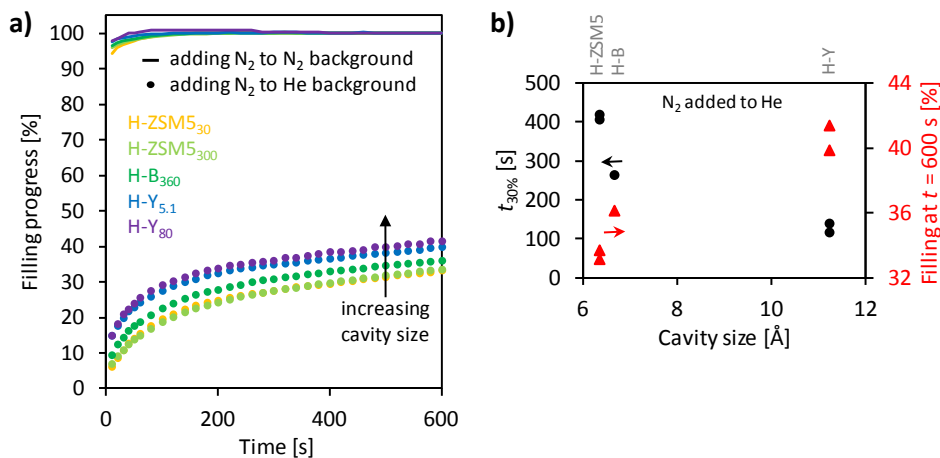 a)
Filling progress [%]
100
90
80
70
60
50
40
30
20
10
0
adding N₂ to N₂ background
adding N₂ to He background
H-ZSM5₃₀
H-ZSM5₃₀₀
H-B₃₆₀
H-Y₅.₁
H-Y₈₀
increasing
cavity size
0 200 400 600
Time [s]
b)
H-ZSM5
H-B
H-Y
N₂ added to He
t₃₀% [s]
500
400
300
200
100
0
42%
40%
38%
36%
34%
32%
Filling at t = 600 s [%]
6 8 10 12
Cavity size [Å]